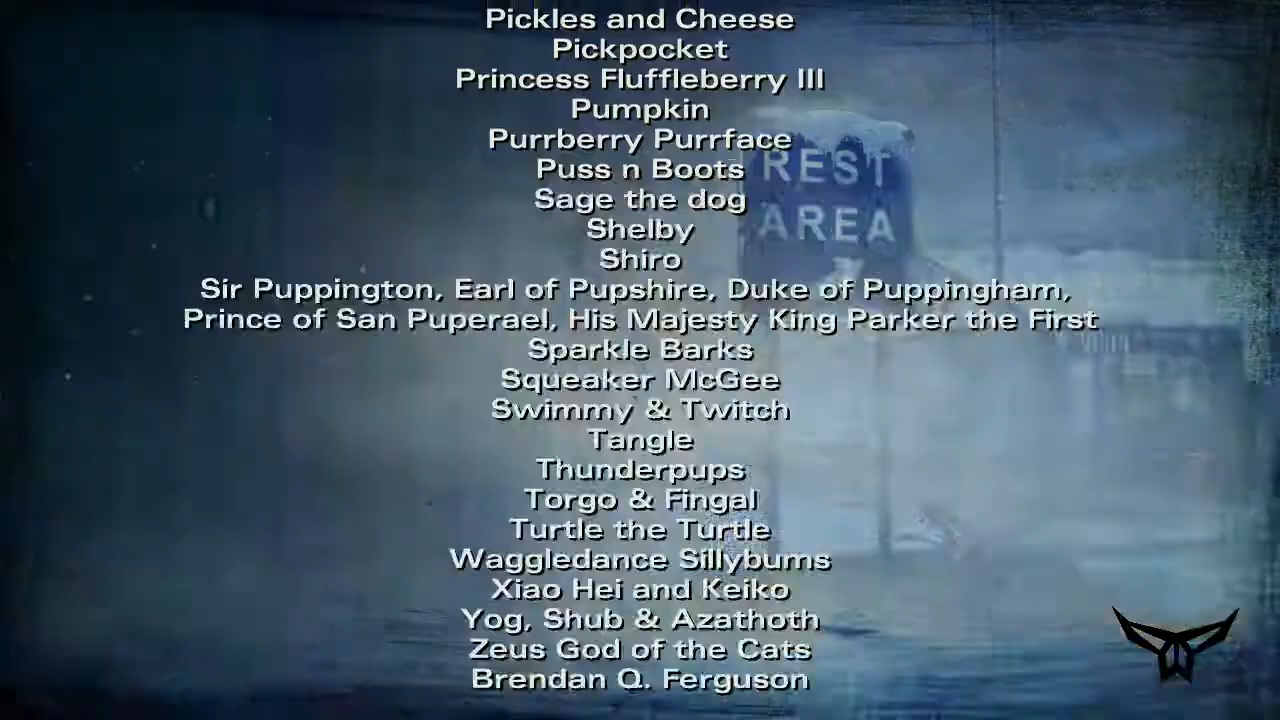 Pickles and Cheese
Pickpocket
Princess Fluffleberry III
Pumpkin
Purrberry Purrface
Puss n Boots
Sage the dog
Shelby
Shiro
Sir Puppington, Earl of Pupshire, Duke of Puppingham,
Prince of San Puperael, His Majesty King Parker the First
Sparkle Barks
Squeaker McGee
Swimmy & Twitch
Tangle
Thunderpups
Torgo & Fingal
Turtle the Turtle
Waggledance Sillybums
Xiao Hei and Keiko
Yog, Shub & Azathoth
Zeus God of the Cats
Brendan Q. Ferguson
REST
AREA